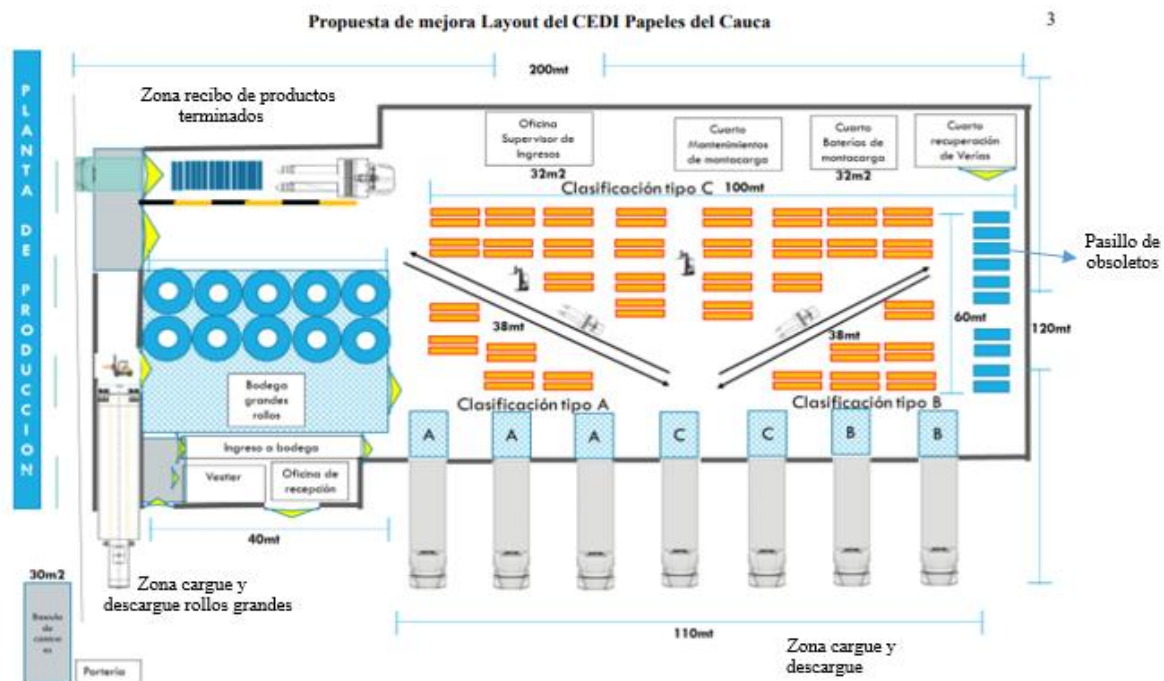 Propuesta de mejora Layout del CEDI Papeles del Cauca
3
200mt
PLANTA DE PRODUCCION
Zona recibo de productos
terminados
Oficina
Supervisor de
Ingresos
32m2
Cuarto
Mantenimientos
de montacarga
Cuarto
Baterias de
montacarga
32m2
Cuarto
recuperación
de Verias
Clasificación tipo C
100mt
Pasillo de
obsoletos
38mt
38mt
60mt
120mt
Bodega
grandes
rollos
Clasificación tipo A
Clasificación tipo B
A
A
A
C
C
B
B
Ingreso a bodega
Vestier
Oficina de
recepción
40mt
30m2
Zona cargue y
descargue rollos grandes
110mt
Zona cargue y
descargue
Porteria